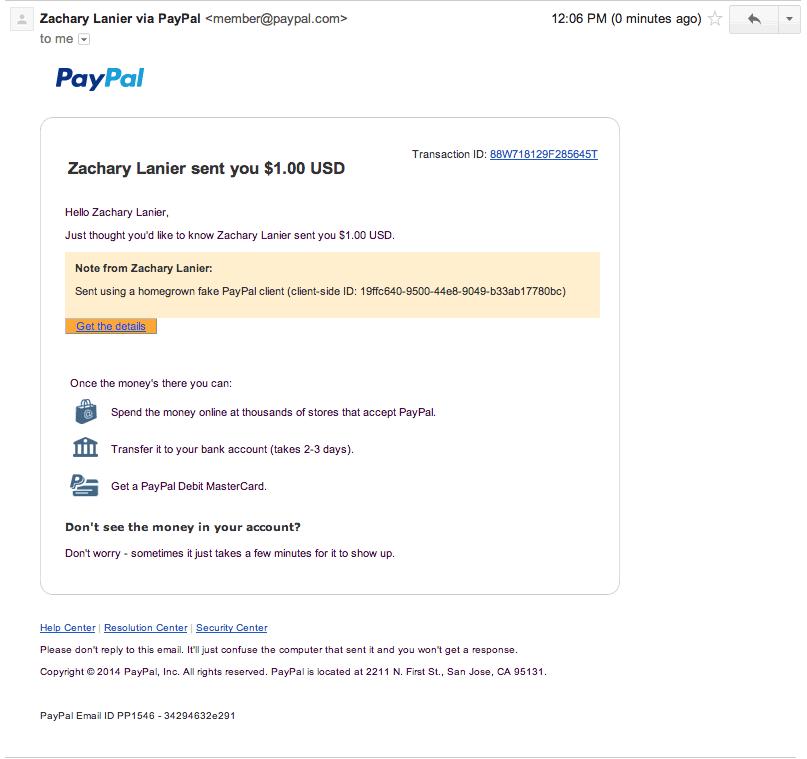 Zachary Lanier via PayPal <member@paypal.com>
12:06 PM (0 minutes ago)
to me
PayPal
Transaction ID: 88W718129F285645T
Zachary Lanier sent you $1.00 USD
Hello Zachary Lanier,
Just thought you'd like to know Zachary Lanier sent you $1.00 USD.
Note from Zachary Lanier:
Sent using a homegrown fake PayPal client (client-side ID: 19ffc640-9500-44e8-9049-b33ab17780bc)
Get the details
Once the money's there you can:
Spend the money online at thousands of stores that accept PayPal.
Transfer it to your bank account (takes 2-3 days).
Get a PayPal Debit MasterCard.
Don't see the money in your account?
Don't worry - sometimes it just takes a few minutes for it to show up.
Help Center | Resolution Center | Security Center
Please don't reply to this email. It'll just confuse the computer that sent it and you won't get a response.
Copyright © 2014 PayPal, Inc. All rights reserved. PayPal is located at 2211 N. First St., San Jose, CA 95131.
PayPal Email ID PP1546 - 34294632e291